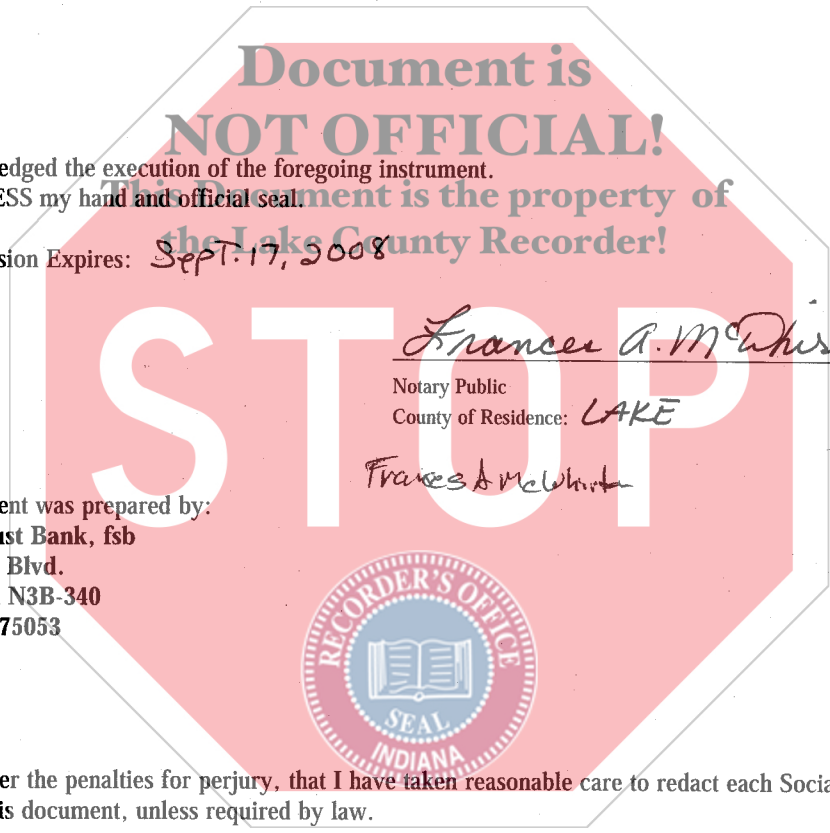 Document is
NOT OFFICIAL!
edged the execution of the foregoing instrument.
This Document is the property of
ESS my hand and official seal.
the Lake County Recorder!
sion Expires: SepT. 17, 2008
STOP
Frances A. McWhir
Notary Public
County of Residence: LAKE
Frances A McWhirter
ent was prepared by:
ust Bank, fsb
Blvd.
N3B-340
75053
RECORDER'S OFFICE
SEAL
INDIANA
er the penalties for perjury, that I have taken reasonable care to redact each Socia
is document, unless required by law.